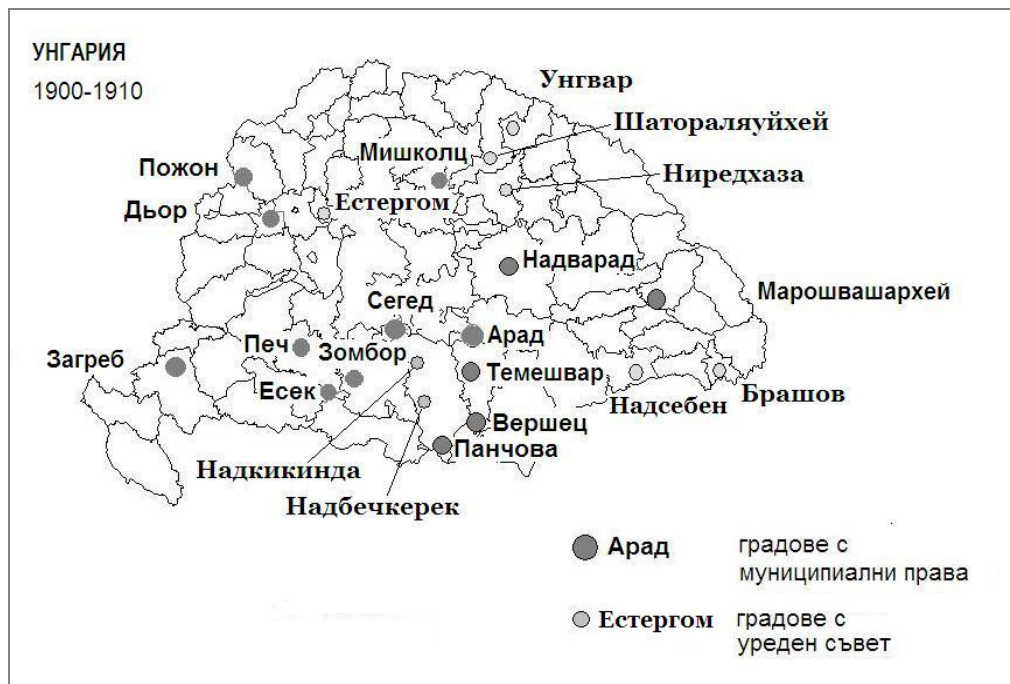 УНГАРИЯ
1900-1910
Унгвар
Шатораляуйхей
Мишколц
Пожон
Ниредхаза
Естергом
Дьор
Надварад
Марошвашархей
Сегед
Арад
Печ
Зомбор
Загреб
Темешвар
Есек
Брашов
Надсебен
Вершец
Панчова
Надкикинда
Надбечкерек
Арад
градове с
муниципиални права
Естергом
градове с
уреден съвет